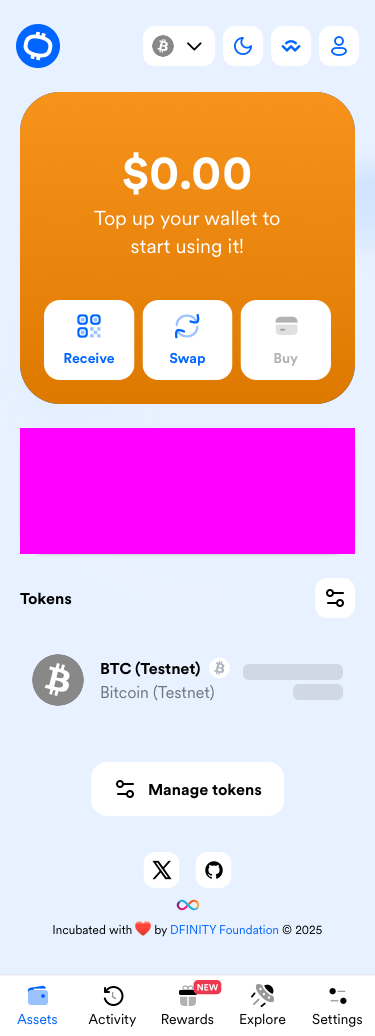 $0.00
Top up your wallet to
start using it!
Receive
Swap
Buy
Tokens
BTC (Testnet)
Bitcoin (Testnet)
Manage tokens
Incubated with ❤️ by DFINITY Foundation © 2025
NEW
Assets
Activity
Rewards
Explore
Settings